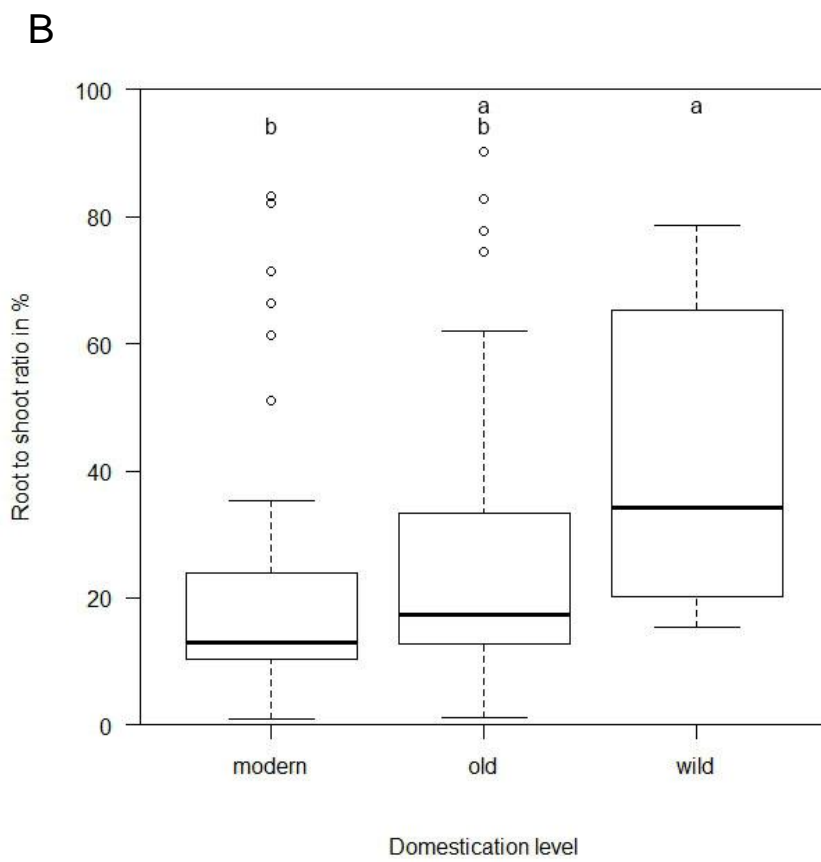 B
Root to shoot ratio in %
100
80
60
40
20
0
b
a
b
a
modern old wild
Domestication level